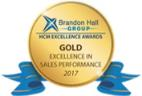 Brandon Hall
GROUP
HCM EXCELLENCE AWARDS
GOLD
EXCELLENCE IN
SALES PERFORMANCE
2017